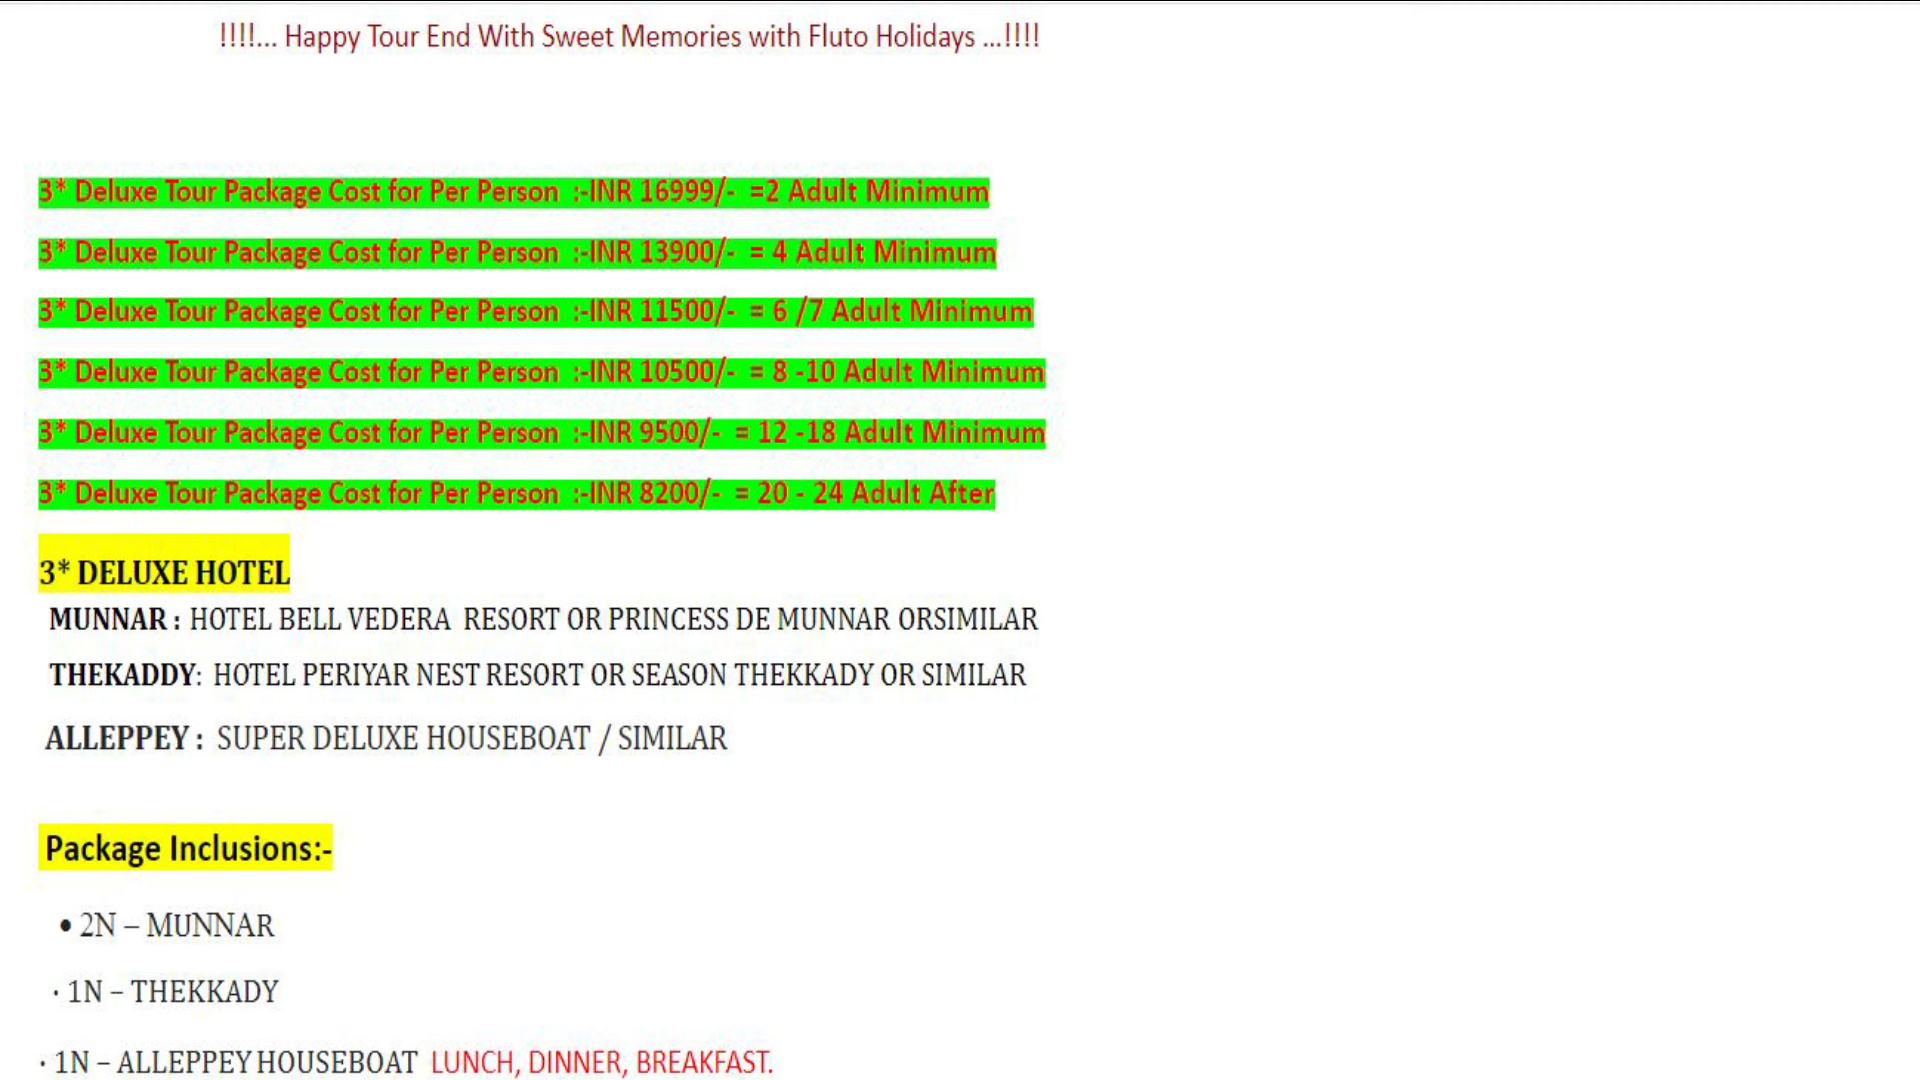 !!!!... Happy Tour End With Sweet Memories with Fluto Holidays ...!!!!
3* Deluxe Tour Package Cost for Per Person  :-INR 16999/-  =2 Adult Minimum
3* Deluxe Tour Package Cost for Per Person  :-INR 13900/-  = 4 Adult Minimum
3* Deluxe Tour Package Cost for Per Person  :-INR 11500/-  = 6 /7 Adult Minimum
3* Deluxe Tour Package Cost for Per Person  :-INR 10500/-  = 8 -10 Adult Minimum
3* Deluxe Tour Package Cost for Per Person  :-INR 9500/-  = 12 -18 Adult Minimum
3* Deluxe Tour Package Cost for Per Person  :-INR 8200/-  = 20 - 24 Adult After
3* DELUXE HOTEL
MUNNAR : HOTEL BELL VEDERA  RESORT OR PRINCESS DE MUNNAR ORSIMILAR
THEKADDY:  HOTEL PERIYAR NEST RESORT OR SEASON THEKKADY OR SIMILAR
ALLEPPEY :  SUPER DELUXE HOUSEBOAT / SIMILAR
Package Inclusions:-
• 2N – MUNNAR
· 1N – THEKKADY
· 1N – ALLEPPEY HOUSEBOAT  LUNCH, DINNER, BREAKFAST.